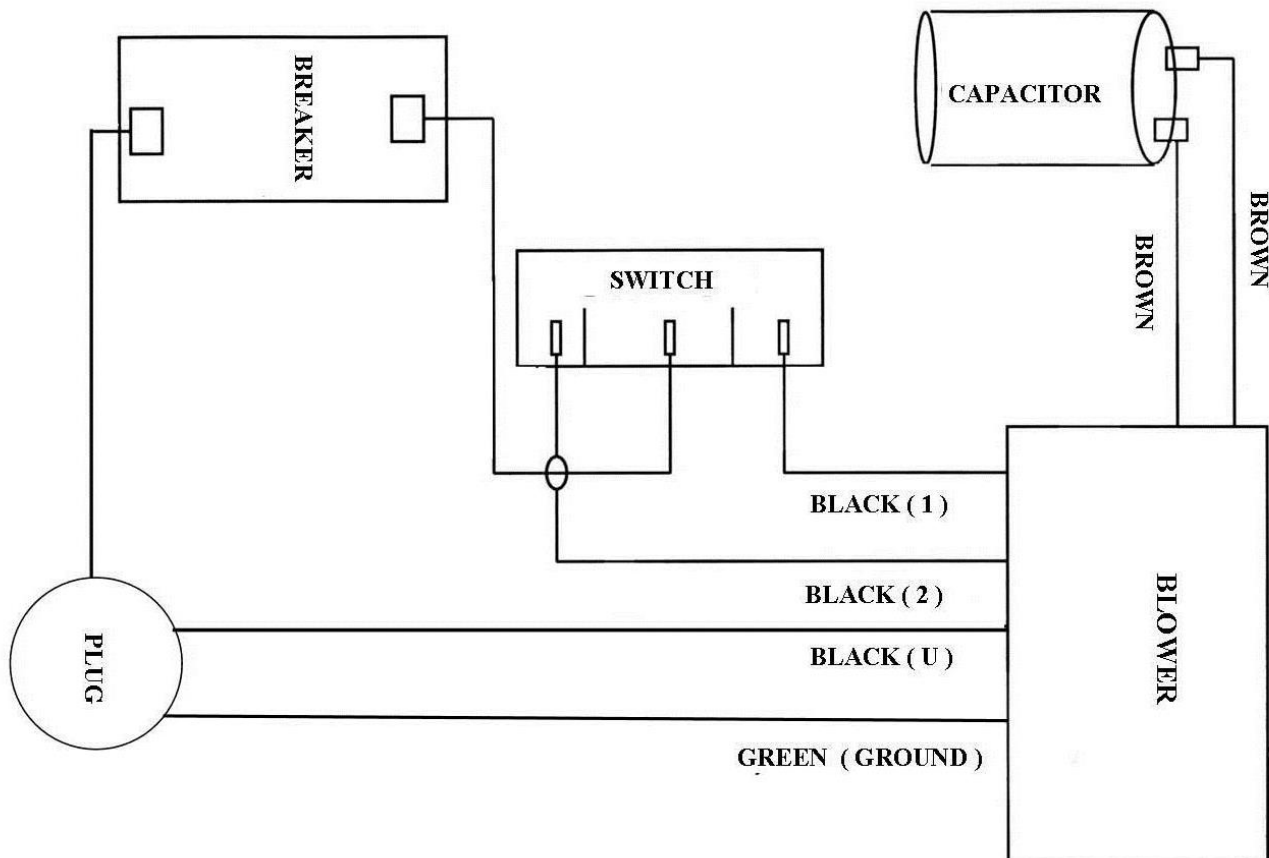 BREAKER
CAPACITOR
BROWN
BROWN
SWITCH
BLACK ( 1 )
BLACK ( 2 )
BLACK ( U )
GREEN ( GROUND )
PLUG
BLOWER